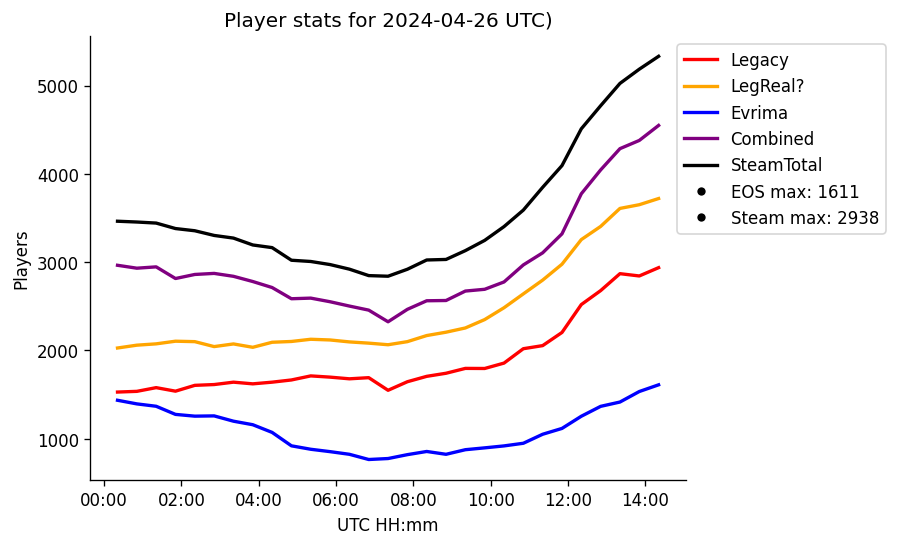 Player stats for 2024-04-26 UTC)
Legacy
LegReal?
Evrima
Combined
SteamTotal
EOS max: 1611
Steam max: 2938
5000
4000
3000
2000
1000
Players
00:00 02:00 04:00 06:00 08:00 10:00 12:00 14:00
UTC HH:mm